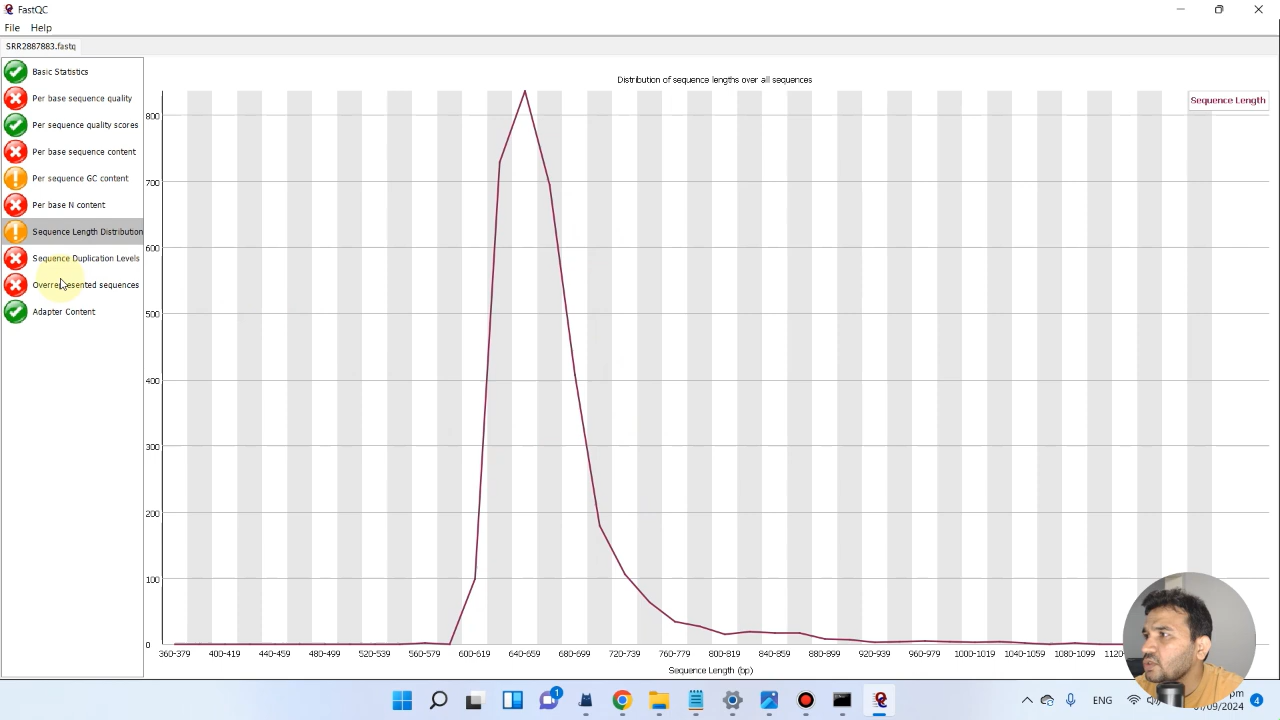 FastQC
File Help
SRR2887883.fastq
Basic Statistics
Per base sequence quality
Per sequence quality scores
Per base sequence content
Per sequence GC content
Per base N content
Sequence Length Distribution
Sequence Duplication Levels
Overrepresented sequences
Adapter Content
Distribution of sequence lengths over all sequences
Sequence Length
800
700
600
500
400
300
200
100
0
360-379 400-419 440-459 480-499 520-539 560-579 600-619 640-659 680-699 720-739 760-779 800-819 840-859 880-899 920-939 960-979 1000-1019 1040-1059 1080-1099
Sequence Length (bp)
1
ENG
pm
4